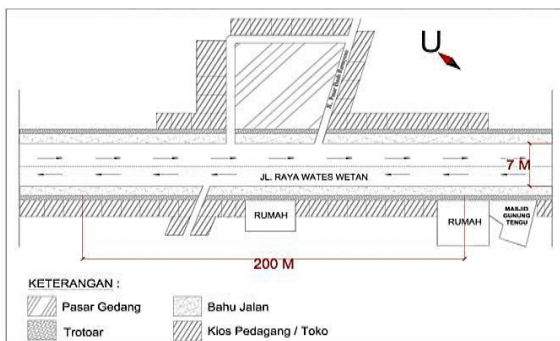 U
7 M
JL. RAYA WATES WETAN
RUMAH
RUMAH
MASJID
GUNUNG
TENGU
200 M
KETERANGAN :
Pasar Gedang
Bahu Jalan
Trotoar
Kios Pedagang / Toko